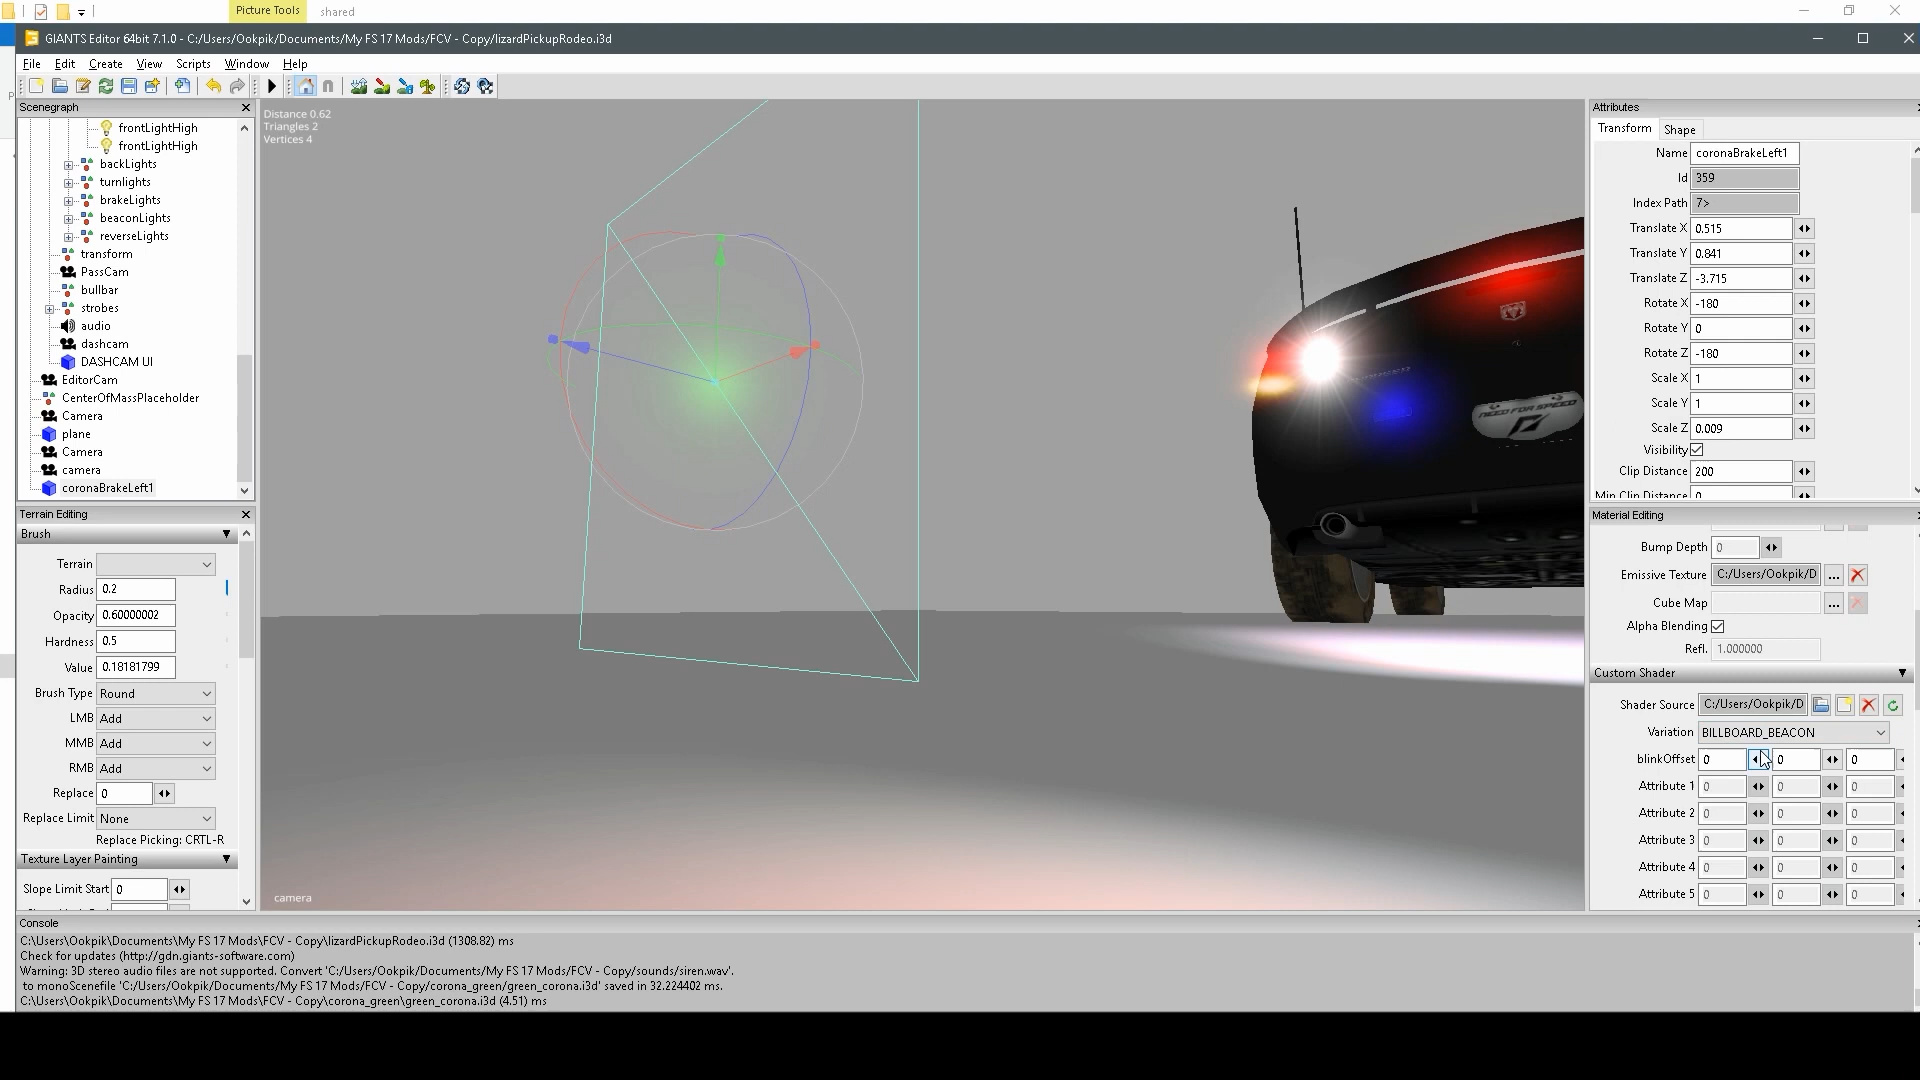 Picture Tools shared
GIANTS Editor 64bit 7.1.0 - C:/Users/Ookpik/Documents/My FS 17 Mods/FCV - Copy/lizardPickupRodeo.i3d
File Edit Create View Scripts Window Help
Scenegraph
frontLightHigh
frontLightHigh
backLights
turnlights
brakeLights
beaconLights
reverseLights
transform
PassCam
bullbar
strobes
audio
dashcam
DASHCAM UI
EditorCam
CenterOfMassPlaceholder
Camera
plane
Camera
camera
coronaBrakeLeft1
Terrain Editing
Brush
Terrain
Radius 0.2
Opacity 0.60000002
Hardness 0.5
Value 0.18181799
Brush Type Round
LMB Add
MMB Add
RMB Add
Replace 0
Replace Limit None
Replace Picking: CRTL-R
Texture Layer Painting
Slope Limit Start 0
Distance 0.62
Triangles 2
Vertices 4
NEED FOR SPEED
camera
Attributes
Transform Shape
Name coronaBrakeLeft1
Id 359
Index Path 7>
Translate X 0.515
Translate Y 0.841
Translate Z -3.715
Rotate X -180
Rotate Y 0
Rotate Z -180
Scale X 1
Scale Y 1
Scale Z 0.009
Visibility
Clip Distance 200
Min Clip Distance 0
Material Editing
Bump Depth 0
Emissive Texture C:/Users/Ookpik/D ...
Cube Map ...
Alpha Blending
Refl. 1.000000
Custom Shader
Shader Source C:/Users/Ookpik/D
Variation BILLBOARD_BEACON
blinkOffset 0 0 0
Attribute 1 0 0 0
Attribute 2 0 0 0
Attribute 3 0 0 0
Attribute 4 0 0 0
Attribute 5 0 0 0
Console
C:\Users\Ookpik\Documents\My FS 17 Mods\FCV - Copy\lizardPickupRodeo.i3d (1308.82) ms
Check for updates (http://gdn.giants-software.com)
Warning: 3D stereo audio files are not supported. Convert 'C:/Users/Ookpik/Documents/My FS 17 Mods/FCV - Copy/sounds/siren.wav'.
to monoScenefile 'C:/Users/Ookpik/Documents/My FS 17 Mods/FCV - Copy/corona_green/green_corona.i3d' saved in 32.224402 ms.
C:\Users\Ookpik\Documents\My FS 17 Mods\FCV - Copy\corona_green\green_corona.i3d (4.51) ms